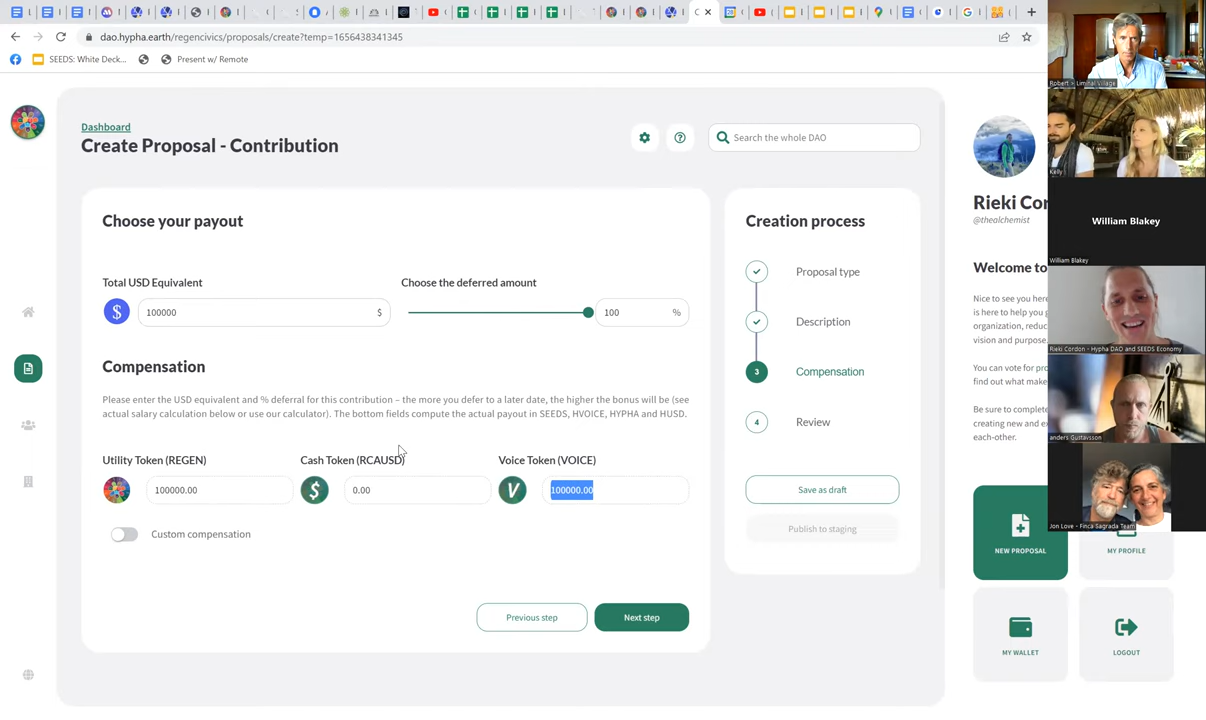 dao.hypha.earth/regencivics/proposals/create?temp=1656438341345
SEEDS: White Deck...
Present w/ Remote
Dashboard
Create Proposal - Contribution
Search the whole DAO
Choose your payout
Total USD Equivalent
Choose the deferred amount
$
100000
$
100
%
Compensation
Please enter the USD equivalent and % deferral for this contribution – the more you defer to a later date, the higher the bonus will be (see
actual salary calculation below or use our calculator). The bottom fields compute the actual payout in SEEDS, HVOICE, HYPHA and HUSD.
Utility Token (REGEN)
Cash Token (RCAUSD)
Voice Token (VOICE)
100000.00
$
0.00
V
100000.00
Custom compensation
Previous step
Next step
Creation process
Proposal type
Description
3
Compensation
4
Review
Save as draft
Publish to staging
Rieki Cor
@thealchemist
Welcome to
Nice to see you here
is here to help you
organization, reduc
vision and purpose.
You can vote for pro
find out what make
Be sure to complete
creating new and ex
each-other.
NEW PROPOSAL
MY PROFILE
MY WALLET
LOGOUT
Robert > Liminal Village
Kelly
William Blakey
William Blakey
Rieki Cordon - Hypha DAO and SEEDS Economy
anders Gustavsson
Jon Love - Finca Sagrada Team